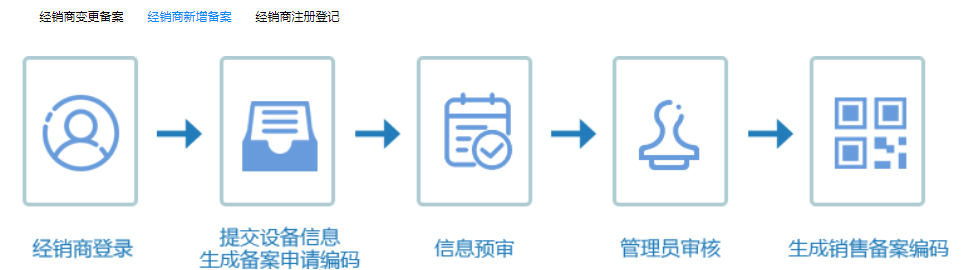 经销商变更备案 经销商新增备案 经销商注册登记
经销商登录
提交设备信息
生成备案申请编码
信息预审
管理员审核
生成销售备案编码